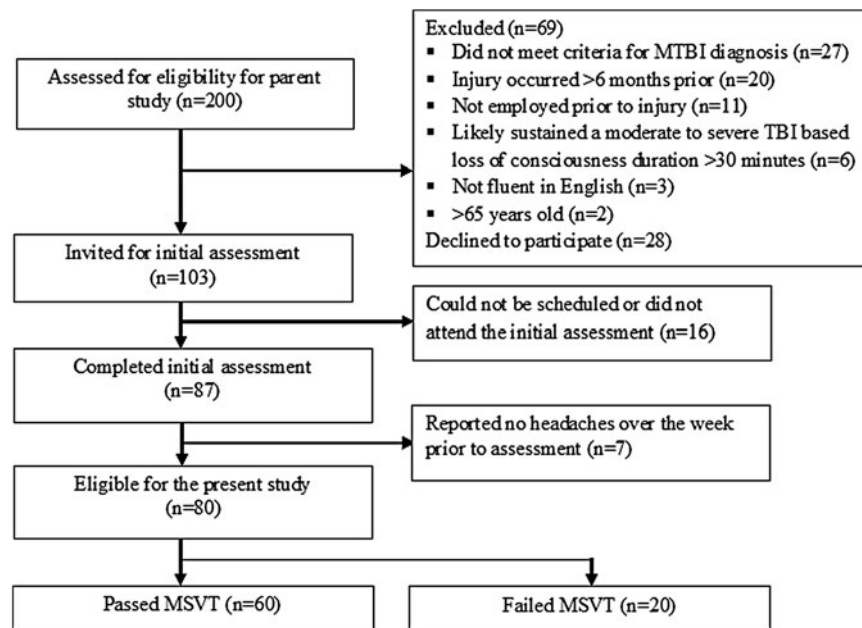 Assessed for eligibility for parent
study (n=200)
Excluded (n=69)
▪ Did not meet criteria for MTBI diagnosis (n=27)
▪ Injury occurred >6 months prior (n=20)
▪ Not employed prior to injury (n=11)
▪ Likely sustained a moderate to severe TBI based
loss of consciousness duration >30 minutes (n=6)
▪ Not fluent in English (n=3)
▪ >65 years old (n=2)
Declined to participate (n=28)
Invited for initial assessment
(n=103)
Could not be scheduled or did not
attend the initial assessment (n=16)
Completed initial assessment
(n=87)
Reported no headaches over the week
prior to assessment (n=7)
Eligible for the present study
(n=80)
Passed MSVT (n=60)
Failed MSVT (n=20)